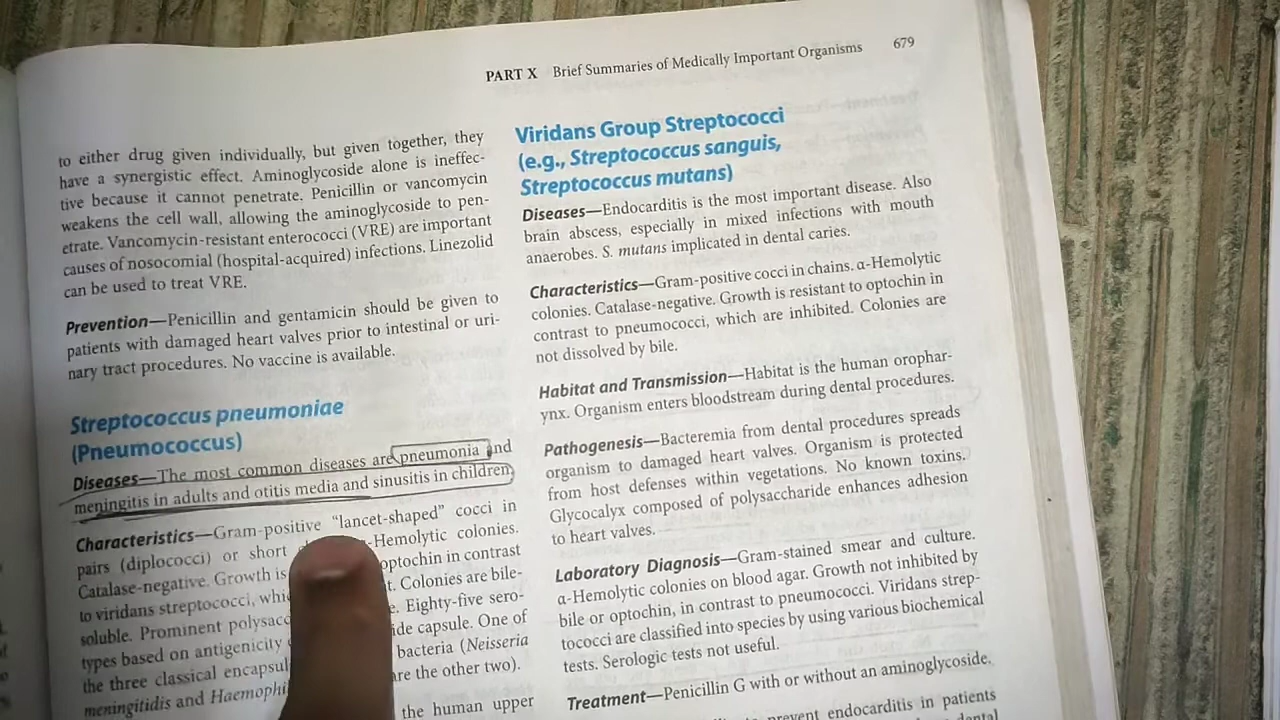 PART X Brief Summaries of Medically Important Organisms 679
to either drug given individually, but given together, they
have a synergistic effect. Aminoglycoside alone is ineffec-
tive because it cannot penetrate. Penicillin or vancomycin
weakens the cell wall, allowing the aminoglycoside to pen-
etrate. Vancomycin-resistant enterococci (VRE) are important
causes of nosocomial (hospital-acquired) infections. Linezolid
can be used to treat VRE.
Prevention—Penicillin and gentamicin should be given to
patients with damaged heart valves prior to intestinal or uri-
nary tract procedures. No vaccine is available.
Streptococcus pneumoniae
(Pneumococcus)
Diseases—The most common diseases are pneumonia and
meningitis in adults and otitis media and sinusitis in children
Characteristics—Gram-positive "lancet-shaped" cocci in
pairs (diplococci) or short -Hemolytic colonies.
Catalase-negative. Growth is optochin in contrast
to viridans streptococci, Colonies are bile-
soluble. Prominent Eighty-five sero-
types based on antigenicity capsule. One of
the three classical bacteria (Neisseria
meningitidis and are the other two).
the human upper
Viridans Group Streptococci
(e.g., Streptococcus sanguis,
Streptococcus mutans)
Diseases—Endocarditis is the most important disease. Also
brain abscess, especially in mixed infections with mouth
anaerobes. S. mutans implicated in dental caries.
Characteristics—Gram-positive cocci in chains. α-Hemolytic
colonies. Catalase-negative. Growth is resistant to optochin in
contrast to pneumococci, which are inhibited. Colonies are
not dissolved by bile.
Habitat and Transmission—Habitat is the human orophar-
ynx. Organism enters bloodstream during dental procedures.
Pathogenesis—Bacteremia from dental procedures spreads
organism to damaged heart valves. Organism is protected
from host defenses within vegetations. No known toxins.
Glycocalyx composed of polysaccharide enhances adhesion
to heart valves.
Laboratory Diagnosis—Gram-stained smear and culture.
α-Hemolytic colonies on blood agar. Growth not inhibited by
bile or optochin, in contrast to pneumococci. Viridans strep-
tococci are classified into species by using various biochemical
tests. Serologic tests not useful.
Treatment—Penicillin G with or without an aminoglycoside.
prevent endocarditis in patients
dental